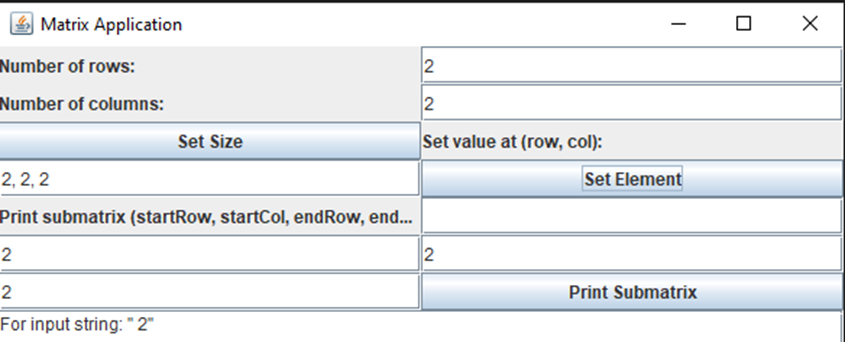 Matrix Application
Number of rows: 2
Number of columns: 2
Set Size Set value at (row, col):
2, 2, 2 Set Element
Print submatrix (startRow, startCol, endRow, end...
2 2
2 Print Submatrix
For input string: " 2"